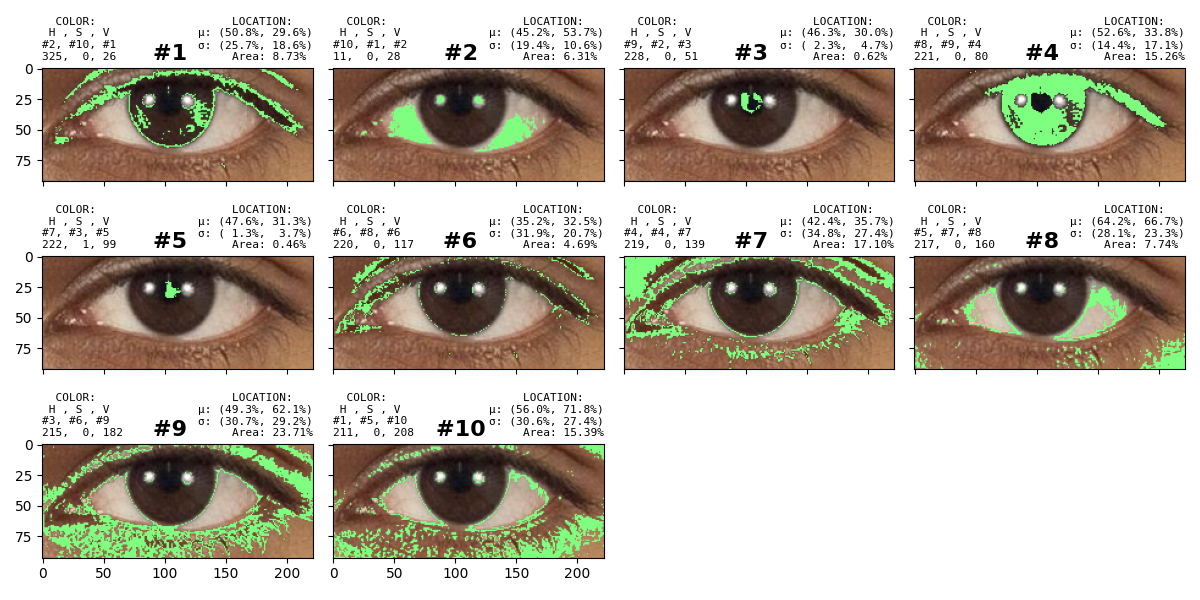 COLOR: LOCATION:
H , S , V μ: (50.8%, 29.6%)
#2, #10, #1 #1 σ: (25.7%, 18.6%)
325, 0, 26 Area: 8.73%
COLOR: LOCATION:
H , S , V μ: (45.2%, 53.7%)
#10, #1, #2 #2 σ: (19.4%, 10.6%)
11, 0, 28 Area: 6.31%
COLOR: LOCATION:
H , S , V μ: (46.3%, 30.0%)
#9, #2, #3 #3 σ: ( 2.3%, 4.7%)
228, 0, 51 Area: 0.62%
COLOR: LOCATION:
H , S , V μ: (52.6%, 33.8%)
#8, #9, #4 #4 σ: (14.4%, 17.1%)
221, 0, 80 Area: 15.26%
0
25
50
75
COLOR: LOCATION:
H , S , V μ: (47.6%, 31.3%)
#7, #3, #5 #5 σ: ( 1.3%, 3.7%)
222, 1, 99 Area: 0.46%
COLOR: LOCATION:
H , S , V μ: (35.2%, 32.5%)
#6, #8, #6 #6 σ: (31.9%, 20.7%)
220, 0, 117 Area: 4.69%
COLOR: LOCATION:
H , S , V μ: (42.4%, 35.7%)
#4, #4, #7 #7 σ: (34.8%, 27.4%)
219, 0, 139 Area: 17.10%
COLOR: LOCATION:
H , S , V μ: (64.2%, 66.7%)
#5, #7, #8 #8 σ: (28.1%, 23.3%)
217, 0, 160 Area: 7.74%
0
25
50
75
COLOR: LOCATION:
H , S , V μ: (49.3%, 62.1%)
#3, #6, #9 #9 σ: (30.7%, 29.2%)
215, 0, 182 Area: 23.71%
COLOR: LOCATION:
H , S , V μ: (56.0%, 71.8%)
#1, #5, #10 #10 σ: (30.6%, 27.4%)
211, 0, 208 Area: 15.39%
0
25
50
75
0 50 100 150 200
0 50 100 150 200